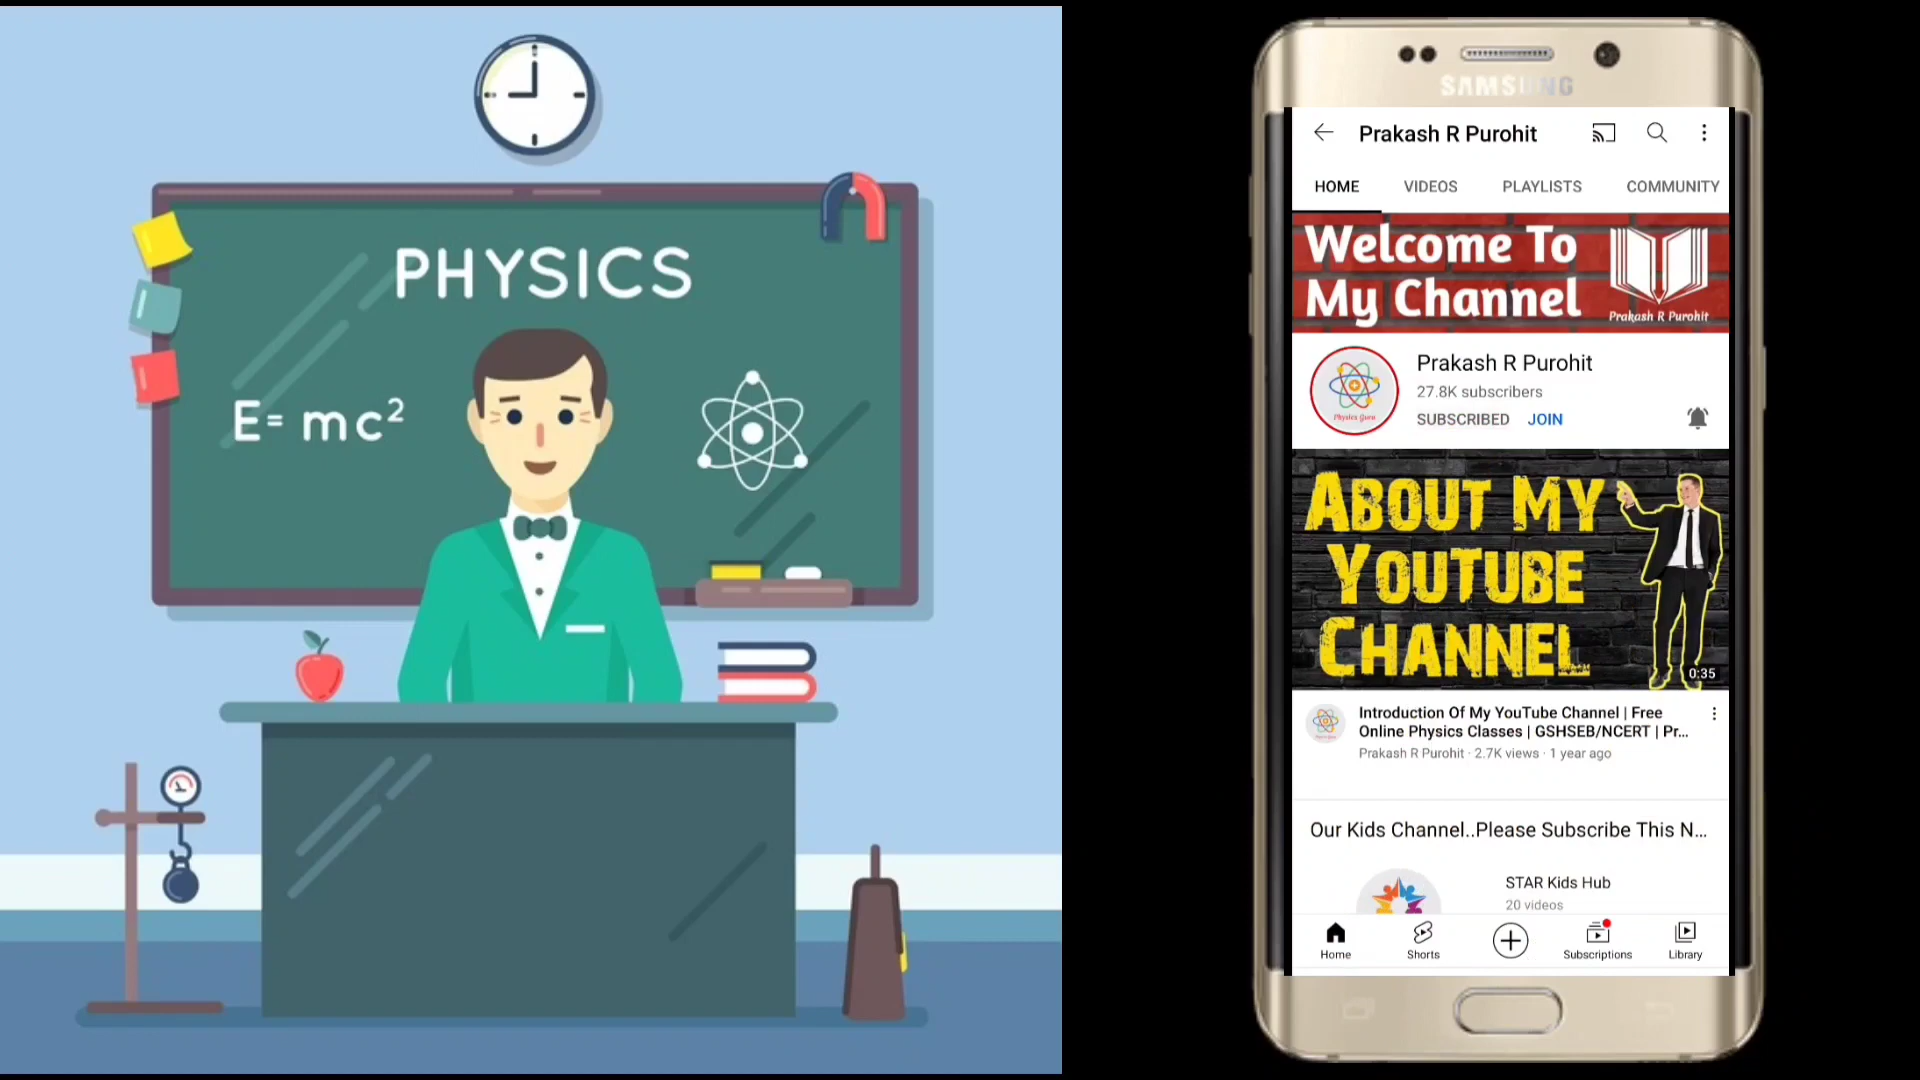 PHYSICS
E= mc²
SAMSUNG
Prakash R Purohit
HOME VIDEOS PLAYLISTS COMMUNITY
Welcome To
My Channel
Prakash R Purohit
Physics Guru
Prakash R Purohit
27.8K subscribers
SUBSCRIBED JOIN
ABOUT MY
YOUTUBE
CHANNEL
0:35
Introduction Of My YouTube Channel | Free
Online Physics Classes | GSHSEB/NCERT | Pr...
Prakash R Purohit · 2.7K views · 1 year ago
Our Kids Channel..Please Subscribe This N...
STAR Kids Hub
20 videos
Home Shorts Subscriptions Library